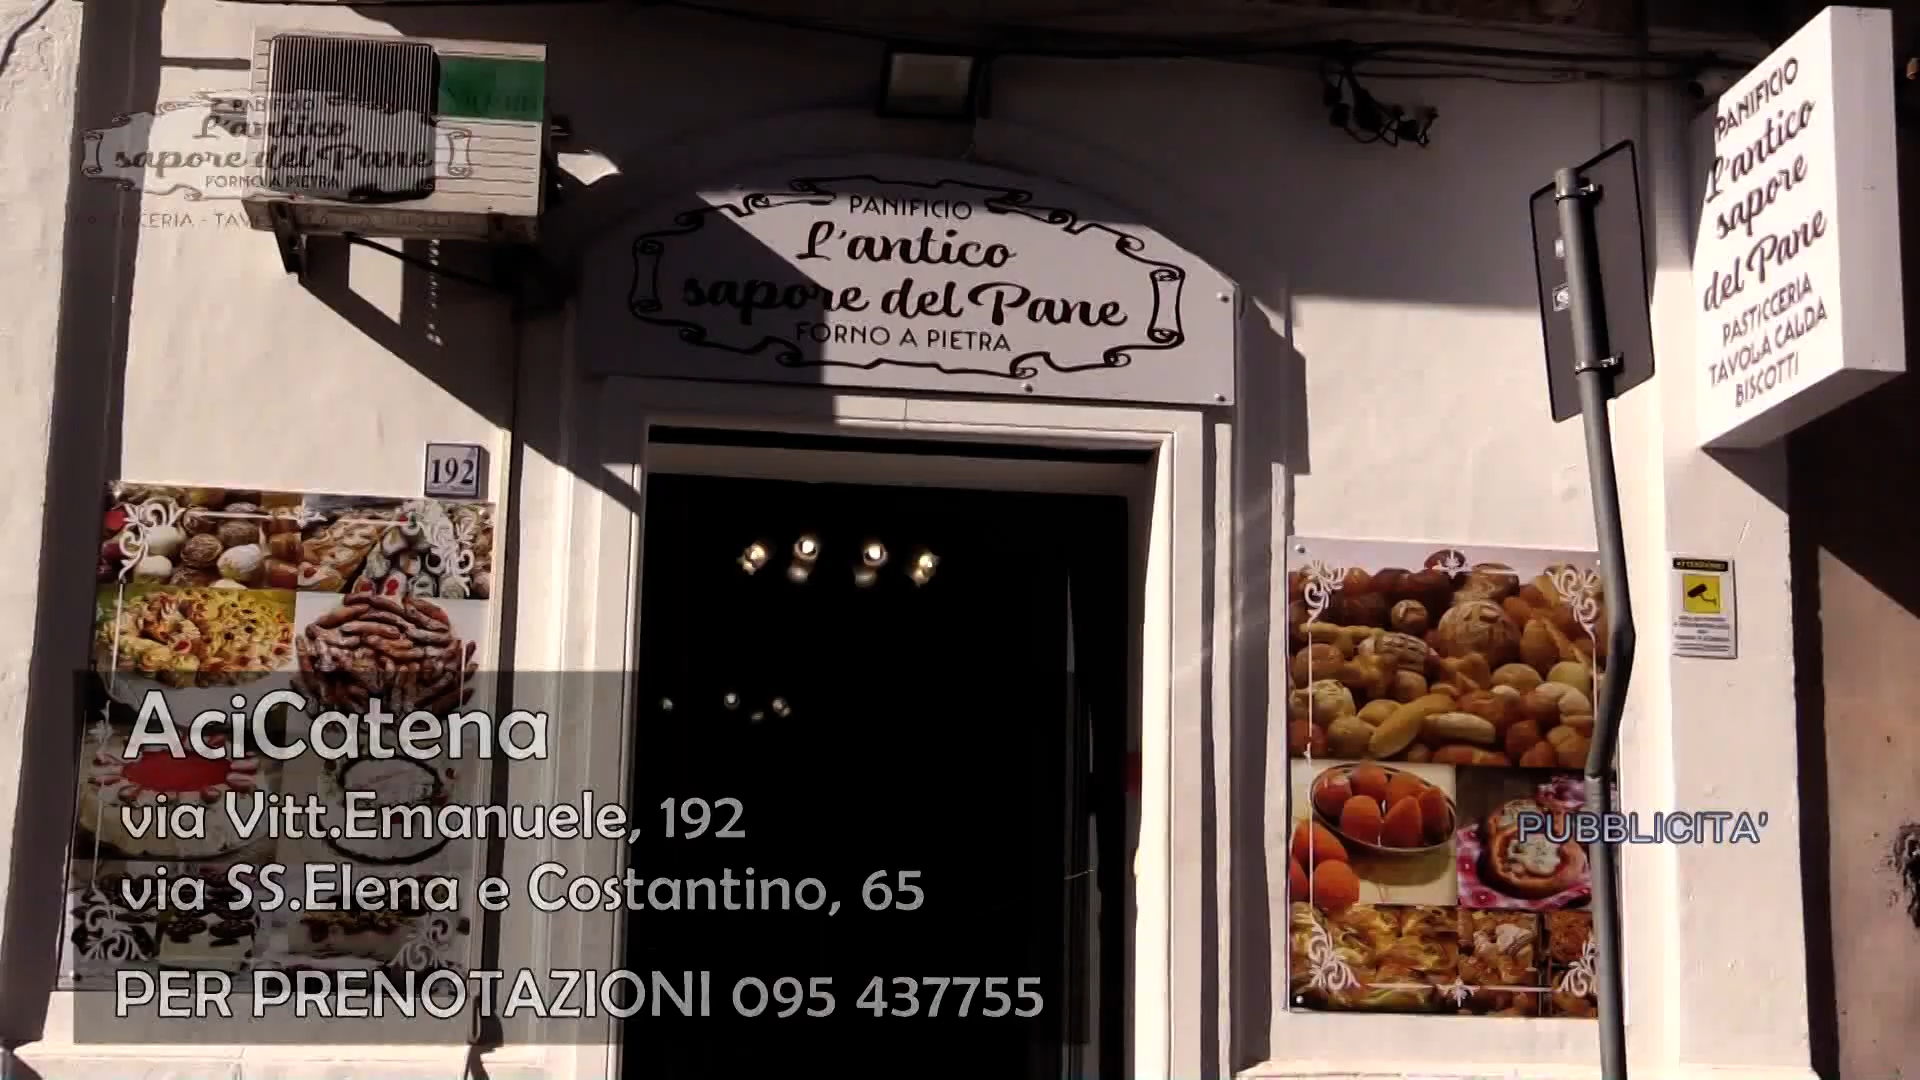 PANIFICIO
L'antico
sapore del Pane
FORNO A PIETRA
PANIFICIO
L'antico
sapore del Pane
FORNO A PIETRA
PANIFICIO
L'antico
sapore
del Pane
PASTICCERIA
TAVOLA CALDA
BISCOTTI
192
AciCatena
via Vitt.Emanuele, 192
via SS.Elena e Costantino, 65
PER PRENOTAZIONI 095 437755
PUBBLICITA'